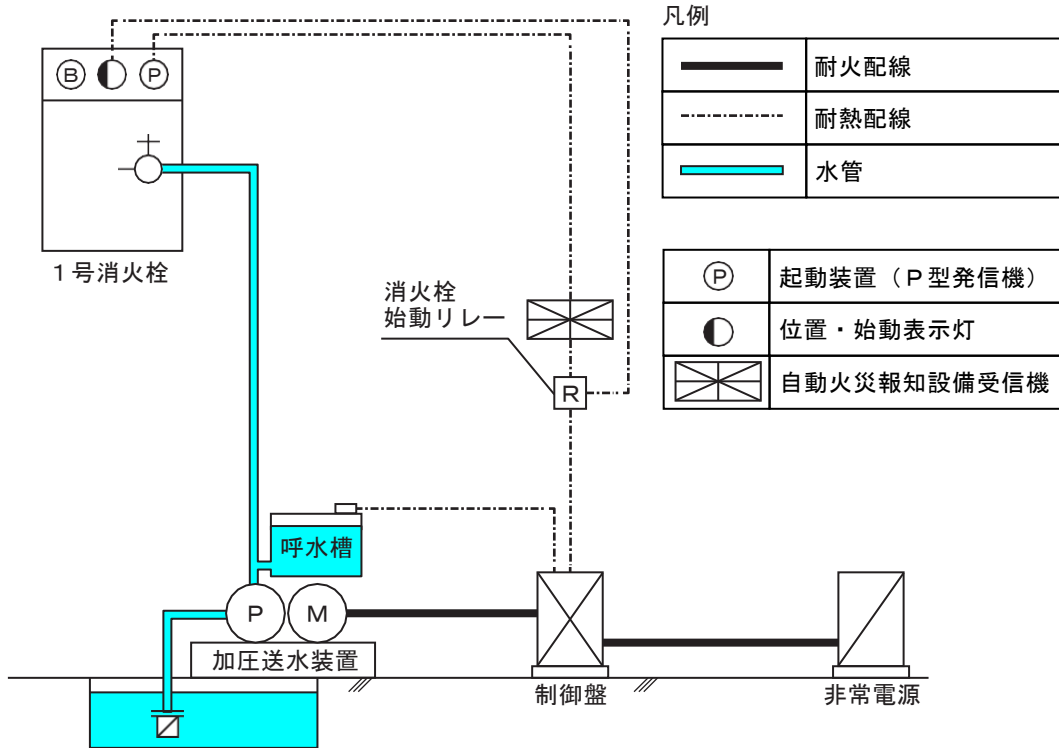 凡例
耐火配線
耐熱配線
水管
Ⓟ
起動装置（Ｐ型発信機）
位置・始動表示灯
自動火災報知設備受信機
Ⓑ
Ⓟ
１号消火栓
消火栓
始動リレー
R
呼水槽
P
M
加圧送水装置
制御盤
非常電源